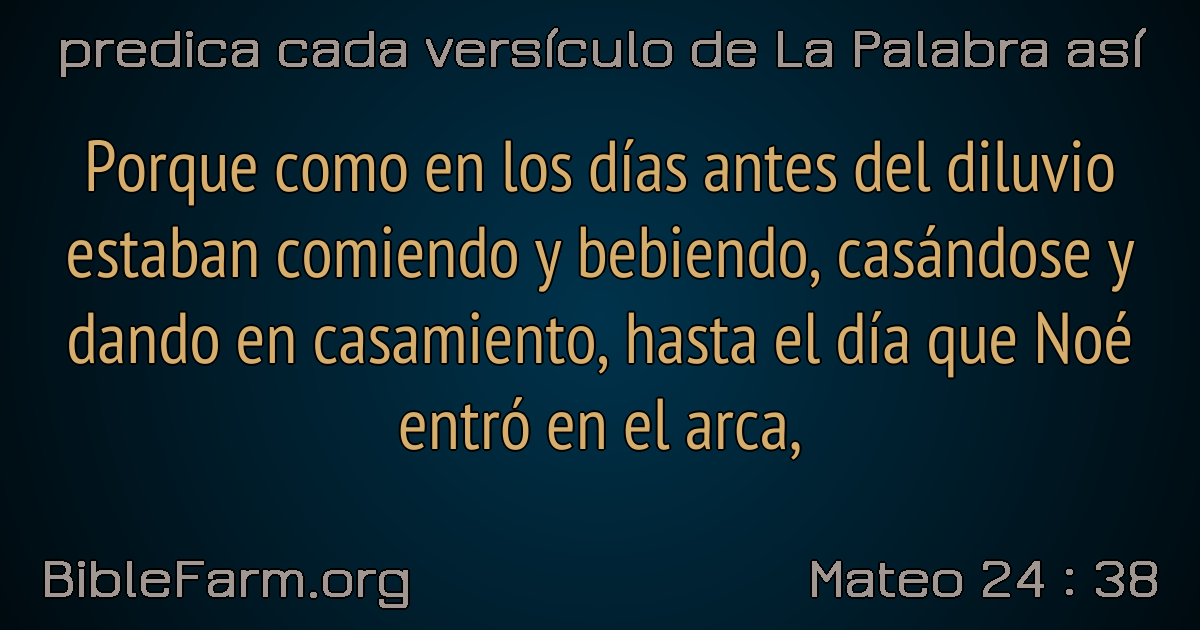 predica cada versículo de La Palabra así
Porque como en los días antes del diluvio
estaban comiendo y bebiendo, casándose y
dando en casamiento, hasta el día que Noé
entró en el arca,
BibleFarm.org
Mateo 24 : 38